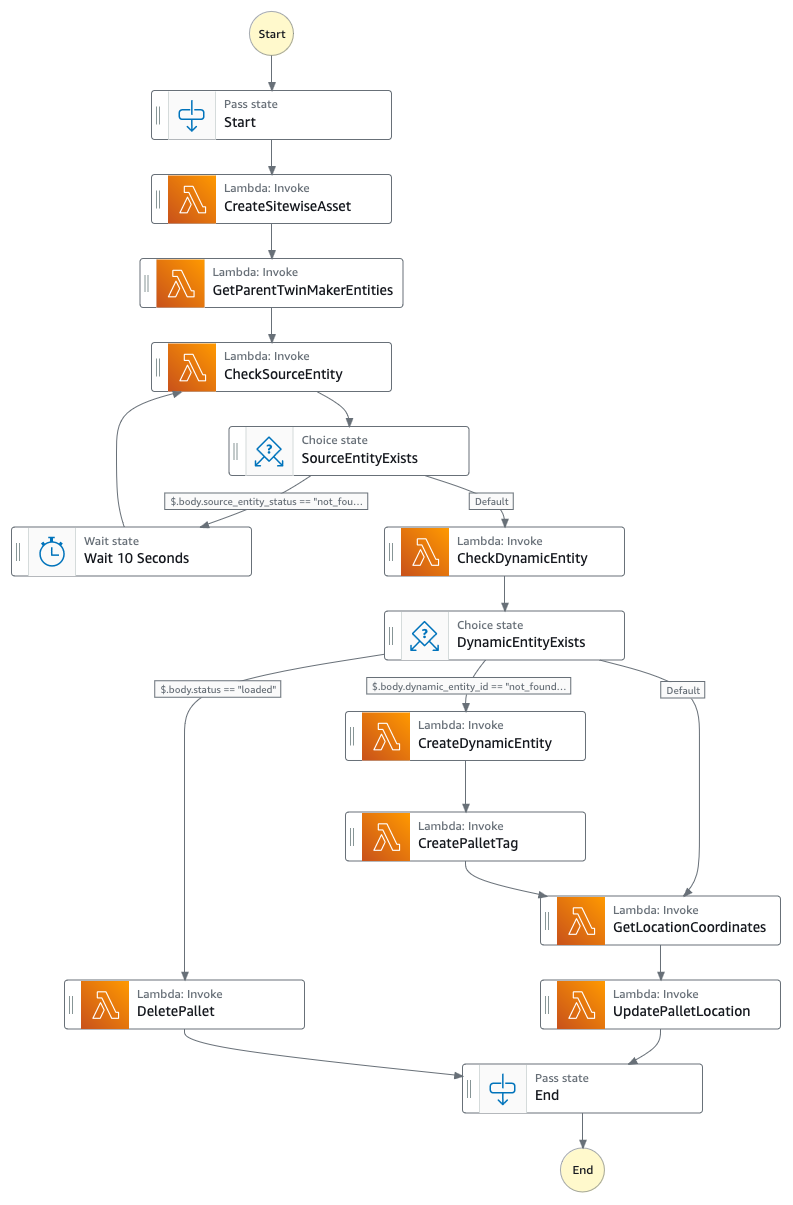 Start
Pass state
Start
Lambda: Invoke
CreateSitewiseAsset
Lambda: Invoke
GetParentTwinMakerEntities
Lambda: Invoke
CheckSourceEntity
Choice state
SourceEntityExists
$.body.source_entity_status == "not_fou...
Default
Wait state
Wait 10 Seconds
Lambda: Invoke
CheckDynamicEntity
Choice state
DynamicEntityExists
$.body.status == "loaded"
$.body.dynamic_entity_id == "not_found...
Default
Lambda: Invoke
CreateDynamicEntity
Lambda: Invoke
CreatePalletTag
Lambda: Invoke
GetLocationCoordinates
Lambda: Invoke
DeletePallet
Lambda: Invoke
UpdatePalletLocation
Pass state
End
End